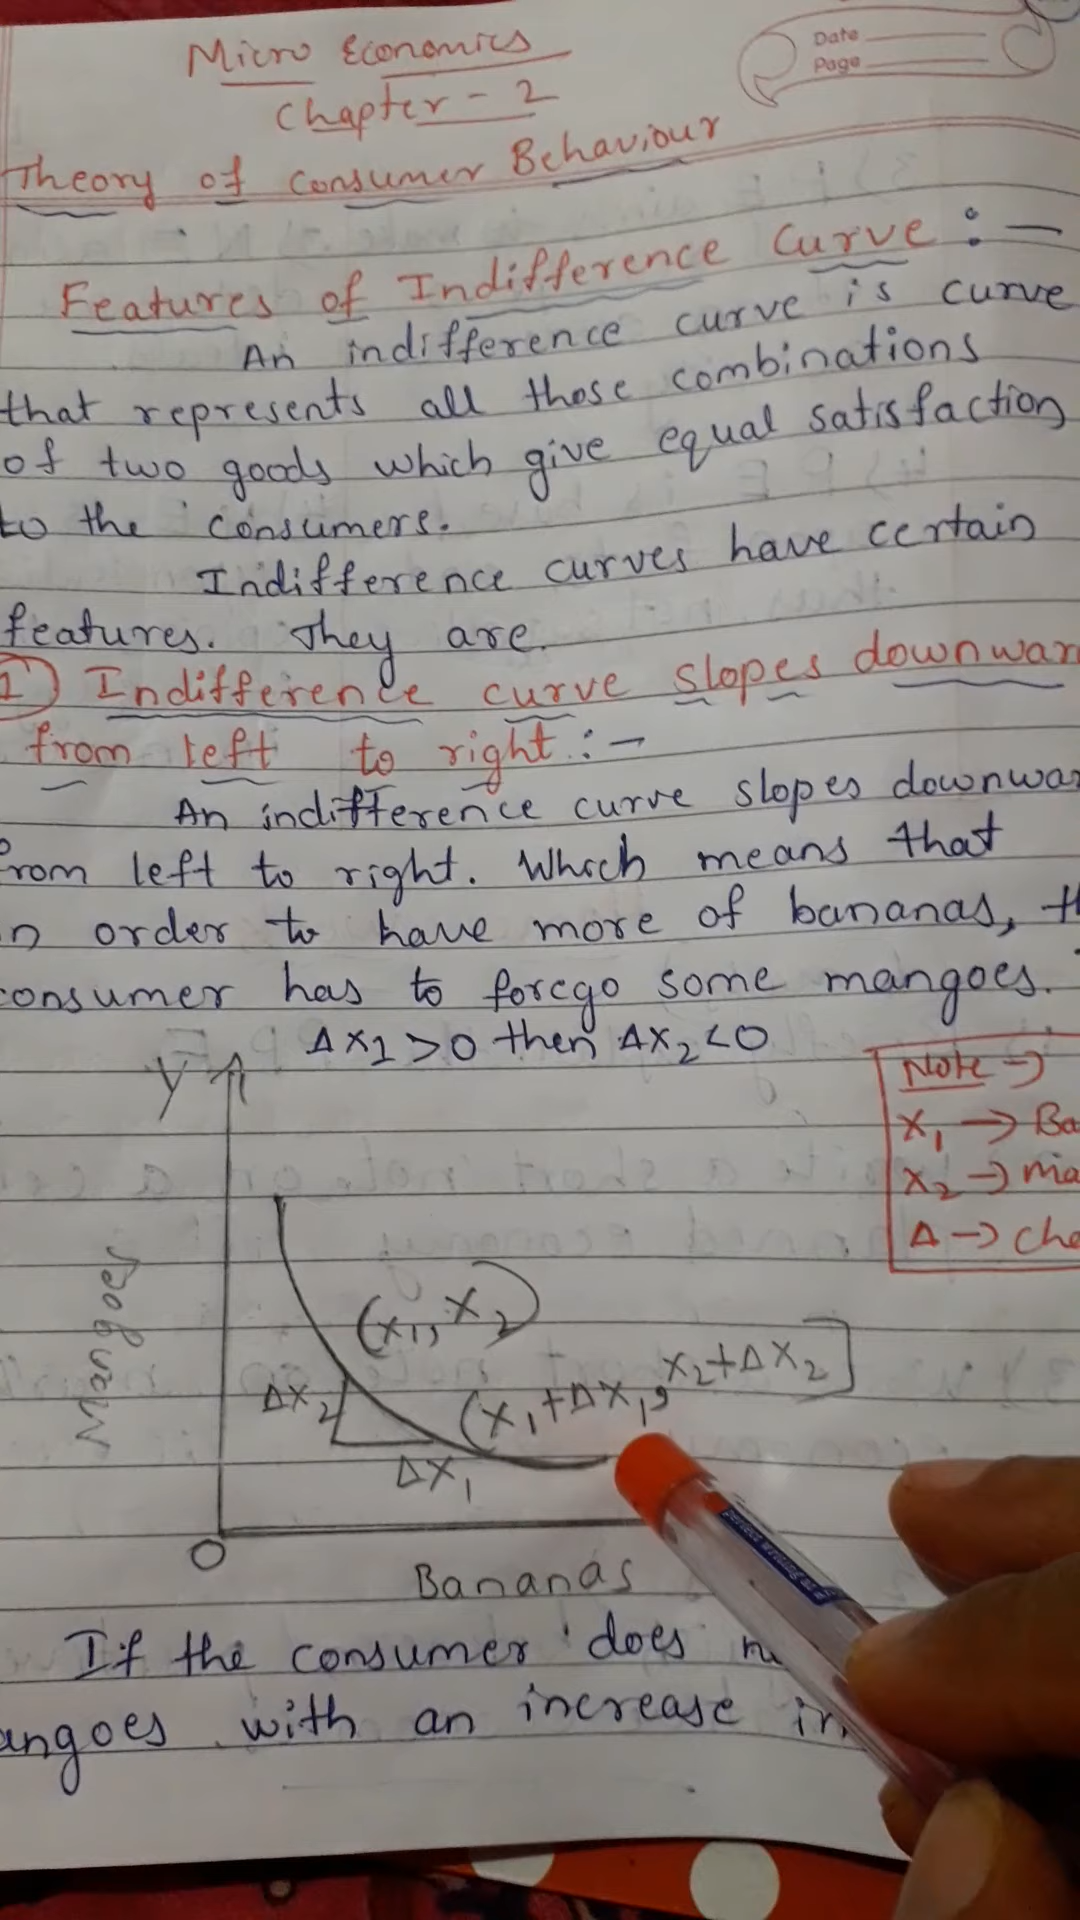 Date
Page
Micro Economics
Chapter - 2
Theory of Consumer Behaviour
Features of Indifference Curve : —
An indifference curve is curve
that represents all those combinations
of two goods which give equal satisfaction
to the consumers.
Indifference curves have certain
features. They are.
1) Indifference curve slopes downwar
from left to right : —
An indifference curve slopes downwar
from left to right. Which means that
n order to have more of bananas, th
consumer has to forego some mangoes.
ΔX1 > 0 then ΔX2 < 0
Y
Note →
X1 → Ba
X2 → ma
Δ → Cha
Mangoes
(X1, X2)
(X1+ΔX1, X2+ΔX2]
ΔX2
ΔX1
O
Bananas
If the consumer does
angoes with an increase in